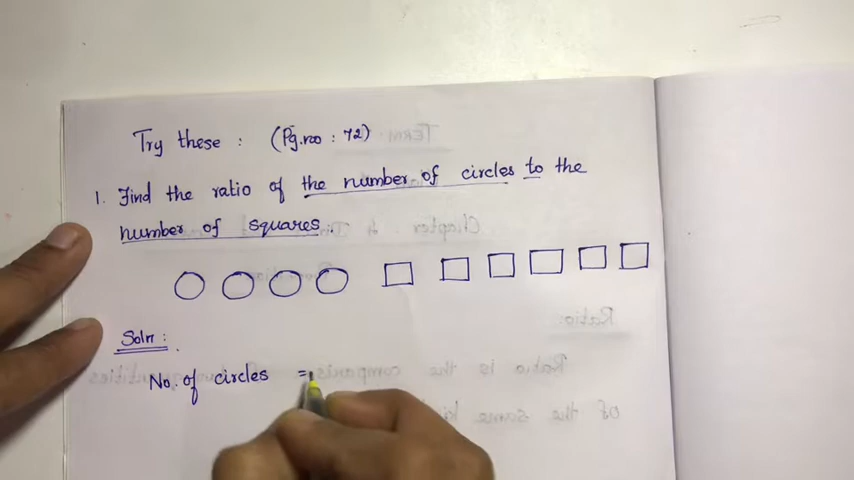 Try these : (Pg.no : 72)
1. Find the ratio of the number of circles to the
number of squares.
Soln :
No. of circles =